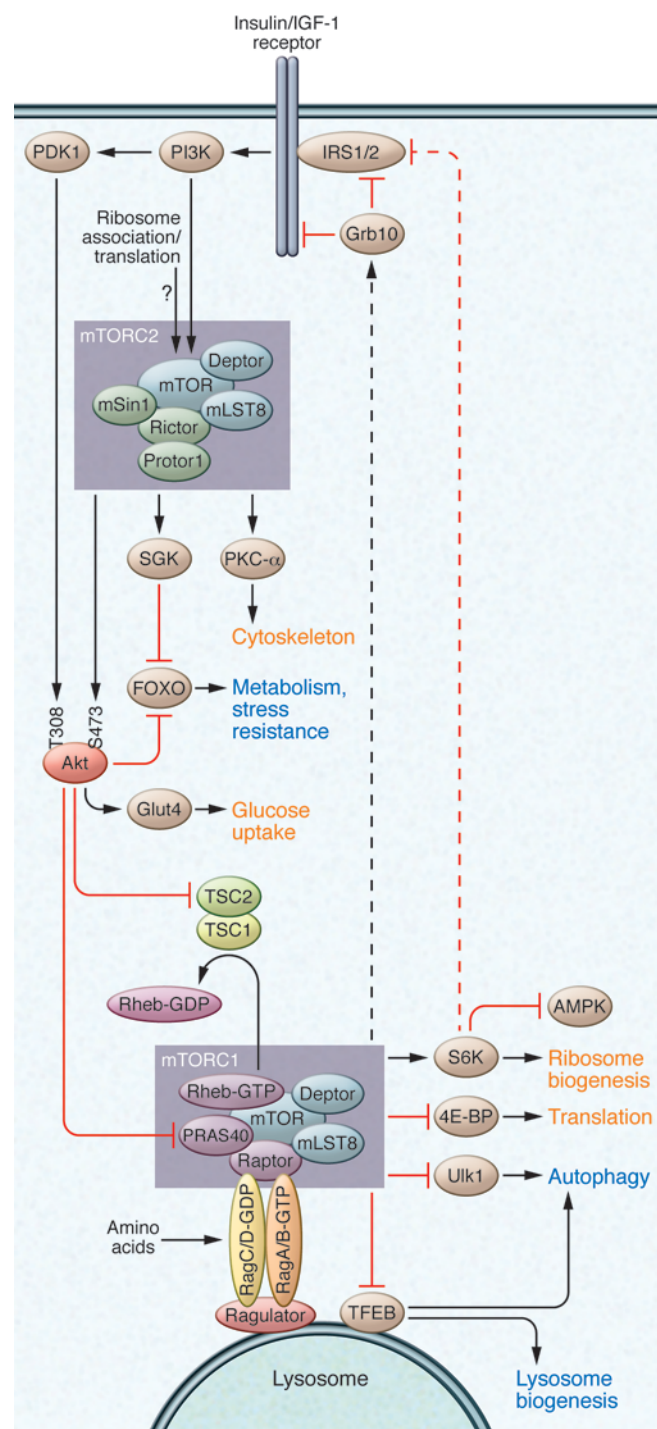 Insulin/IGF-1
receptor
PDK1
PI3K
IRS1/2
Grb10
Ribosome
association/
translation
?
mTORC2
Deptor
mTOR
mSin1
mLST8
Rictor
Protor1
SGK
PKC-α
Cytoskeleton
FOXO
Metabolism,
stress
resistance
T308
S473
Akt
Glut4
Glucose
uptake
TSC2
TSC1
Rheb-GDP
AMPK
mTORC1
S6K
Ribosome
biogenesis
Rheb-GTP
Deptor
mTOR
4E-BP
Translation
PRAS40
mLST8
Raptor
Ulk1
Autophagy
Amino
acids
RagC/D-GDP
RagA/B-GTP
Ragulator
TFEB
Lysosome
Lysosome
biogenesis